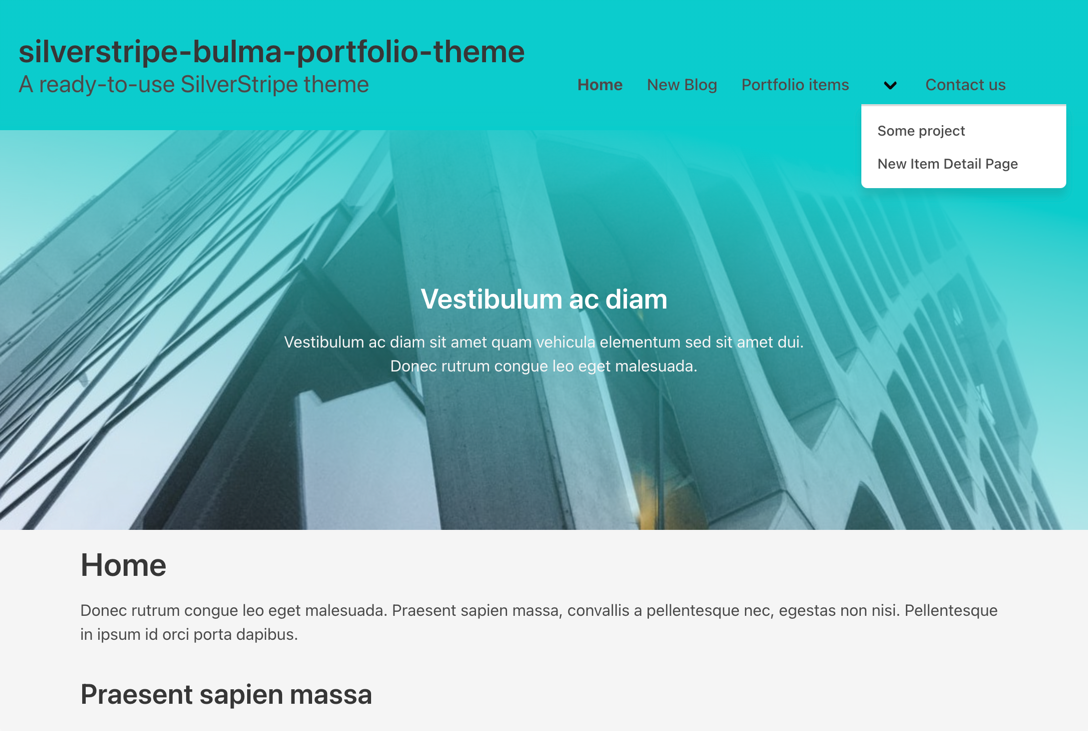 silverstripe-bulma-portfolio-theme
A ready-to-use SilverStripe theme
Home New Blog Portfolio items Contact us
Some project
New Item Detail Page
Vestibulum ac diam
Vestibulum ac diam sit amet quam vehicula elementum sed sit amet dui.
Donec rutrum congue leo eget malesuada.
Home
Donec rutrum congue leo eget malesuada. Praesent sapien massa, convallis a pellentesque nec, egestas non nisi. Pellentesque
in ipsum id orci porta dapibus.
Praesent sapien massa